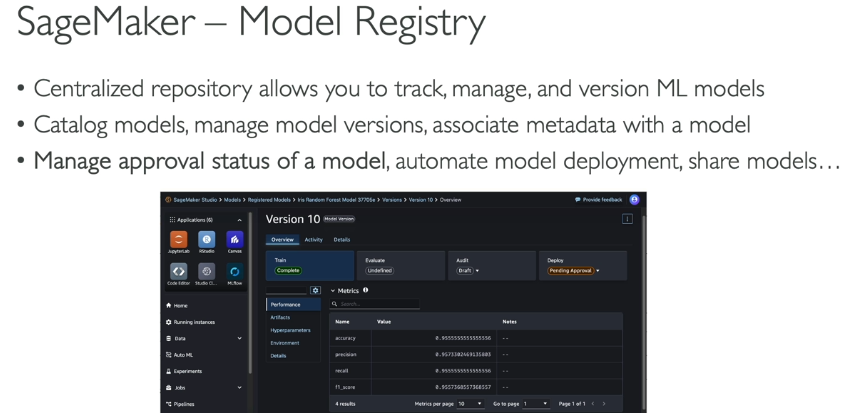 SageMaker – Model Registry
• Centralized repository allows you to track, manage, and version ML models
• Catalog models, manage model versions, associate metadata with a model
• Manage approval status of a model, automate model deployment, share models…
SageMaker Studio > Models > Registered Models > Iris Random Forest Model 37705e > Versions > Version 10 > Overview
Provide feedback
Applications (6)
JupyterLab
RStudio
Canvas
Code Editor
Studio Cl...
MLflow
Home
Running instances
Data
Auto ML
Experiments
Jobs
Pipelines
Version 10
Model Version
Overview
Activity
Details
Train
Complete
Evaluate
Undefined
Audit
Draft
Deploy
Pending Approval
Performance
Artifacts
Hyperparameters
Environment
Details
Metrics
Search...
Name Value Notes
accuracy 0.9555555555555556 --
precision 0.9573302469135803 --
recall 0.9555555555555556 --
f1_score 0.9557360557368557 --
4 results
Metrics per page 10
Go to page 1
Page 1 of 1